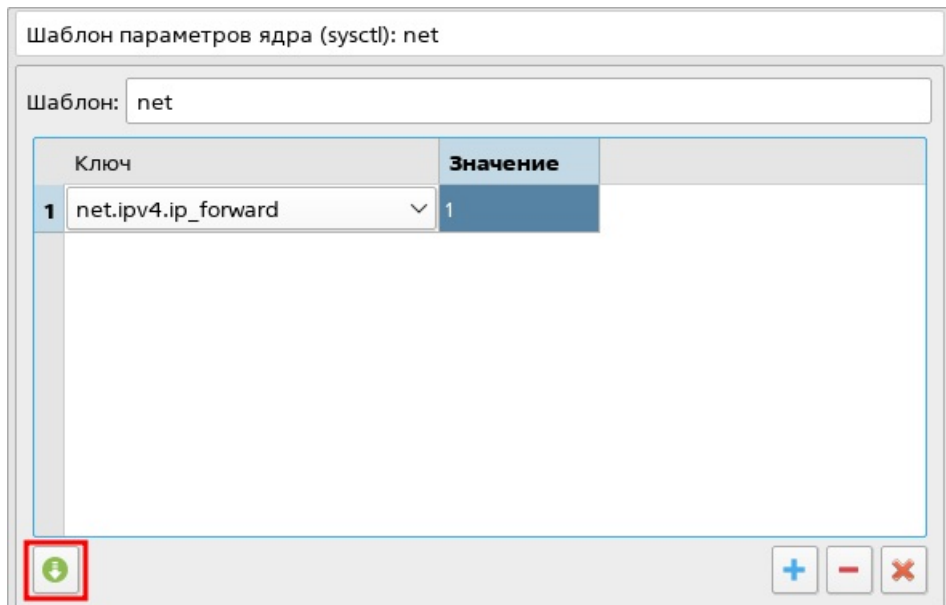 Шаблон параметров ядра (sysctl): net
Шаблон: net
Ключ Значение
1 net.ipv4.ip_forward 1